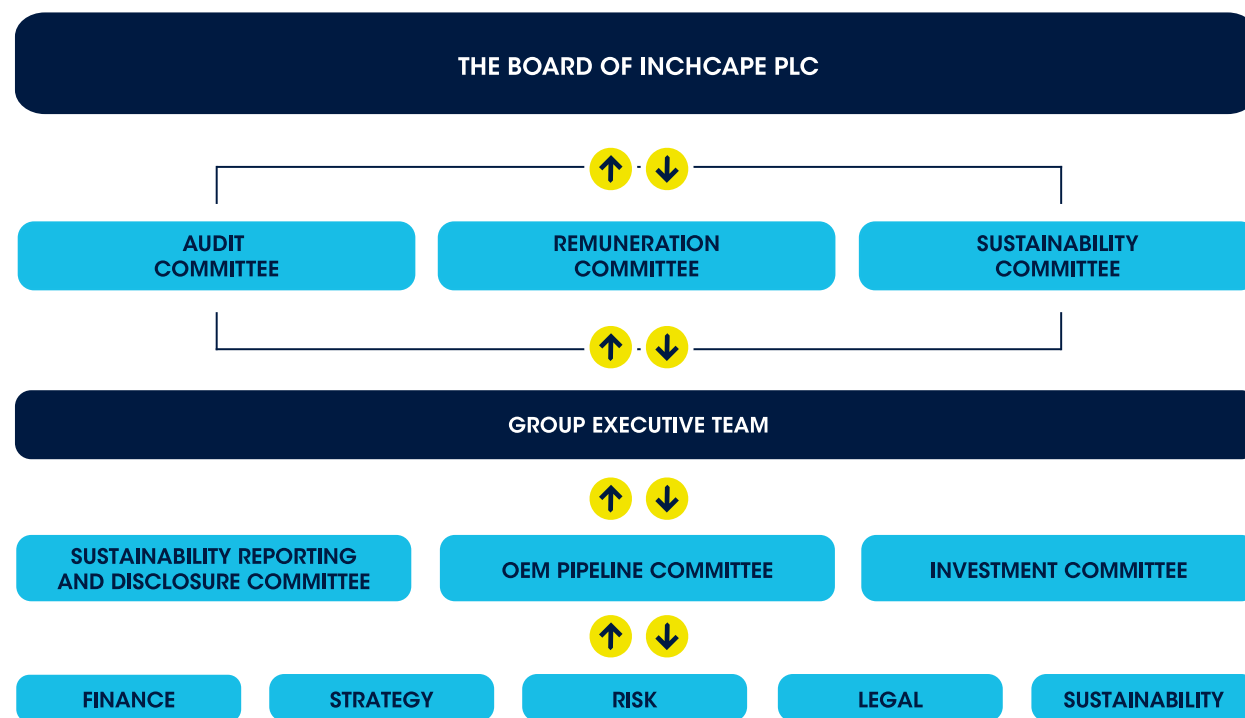 THE BOARD OF INCHCAPE PLC
AUDIT
COMMITTEE
REMUNERATION
COMMITTEE
SUSTAINABILITY
COMMITTEE
GROUP EXECUTIVE TEAM
SUSTAINABILITY REPORTING
AND DISCLOSURE COMMITTEE
OEM PIPELINE COMMITTEE
INVESTMENT COMMITTEE
FINANCE
STRATEGY
RISK
LEGAL
SUSTAINABILITY